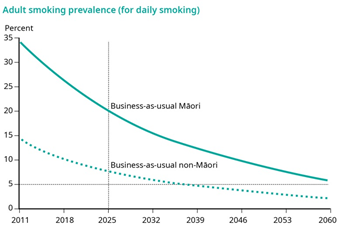 Adult smoking prevalence (for daily smoking)
Percent
35
30
25
20
15
10
5
0
Business-as-usual Māori
Business-as-usual non-Māori
2011 2018 2025 2032 2039 2046 2053 2060